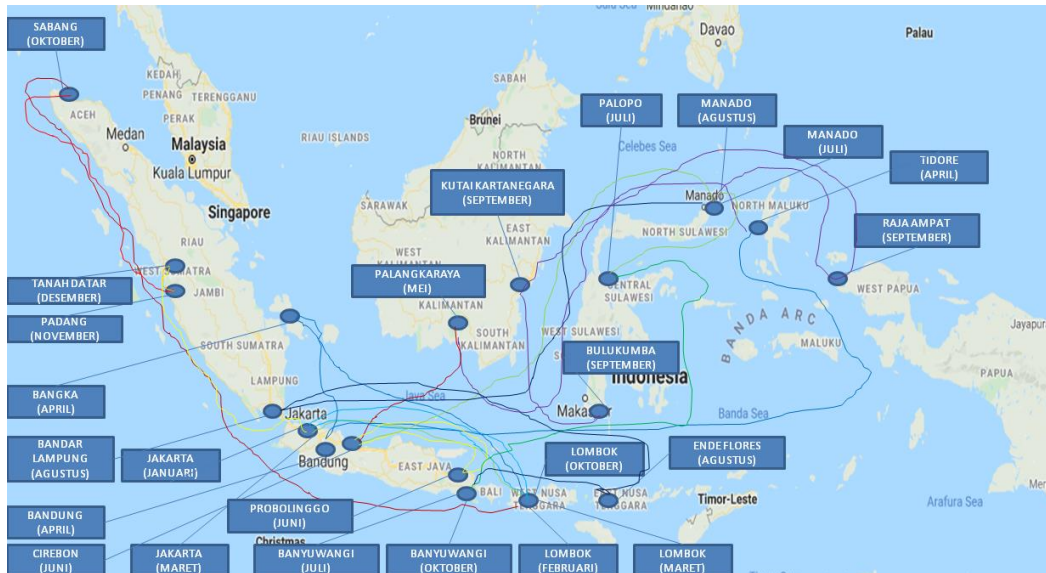 SABANG
(OKTOBER)
MINDANAO
Davao
Palau
KEDAH
PENANG
TERENGGANU
PERAK
ACEH
Medan
Malaysia
Kuala Lumpur
RIAU ISLANDS
SABAH
Brunei
NORTH
KALIMANTAN
SARAWAK
Celebes Sea
PALOPO
(JULI)
MANADO
(AGUSTUS)
MANADO
(JULI)
TIDORE
(APRIL)
KUTAI KARTANEGARA
(SEPTEMBER)
RAJA AMPAT
(SEPTEMBER)
Singapore
Manado
NORTH MALUKU
NORTH SULAWESI
EAST
KALIMANTAN
WEST
RIAU
WEST SUMATRA
JAMBI
PALANGKARAYA
(MEI)
KALIMANTAN
CENTRAL
SULAWESI
WEST PAPUA
TANAH DATAR
(DESEMBER)
PADANG
(NOVEMBER)
SOUTH SUMATRA
SOUTH
KALIMANTAN
WEST SULAWESI
BANDA ARC
MALUKU
Jayapura
PAPUA
BULUKUMBA
(SEPTEMBER)
Indonesia
BANGKA
(APRIL)
LAMPUNG
Java Sea
Jakarta
Banda Sea
BANDAR
LAMPUNG
(AGUSTUS)
JAKARTA
(JANUARI)
Bandung
EAST JAVA
BALI
WEST NUSA
TENGGARA
LOMBOK
(OKTOBER)
ENDE FLORES
(AGUSTUS)
TENGGARA
Timor-Leste
Arafura Sea
BANDUNG
(APRIL)
PROBOLINGGO
(JUNI)
Christmas
CIREBON
(JUNI)
JAKARTA
(MARET)
BANYUWANGI
(JULI)
BANYUWANGI
(OKTOBER)
LOMBOK
(FEBRUARI)
LOMBOK
(MARET)
Timor Sea